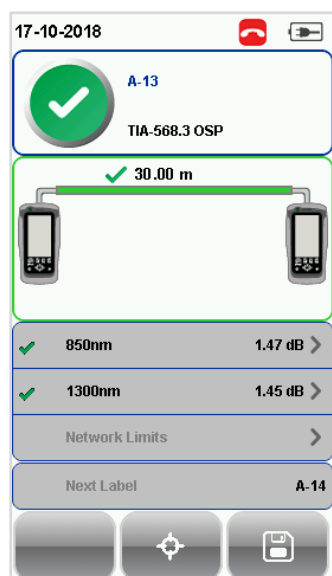 17-10-2018
A-13
TIA-568.3 OSP
30.00 m
850nm 1.47 dB
1300nm 1.45 dB
Network Limits
Next Label A-14